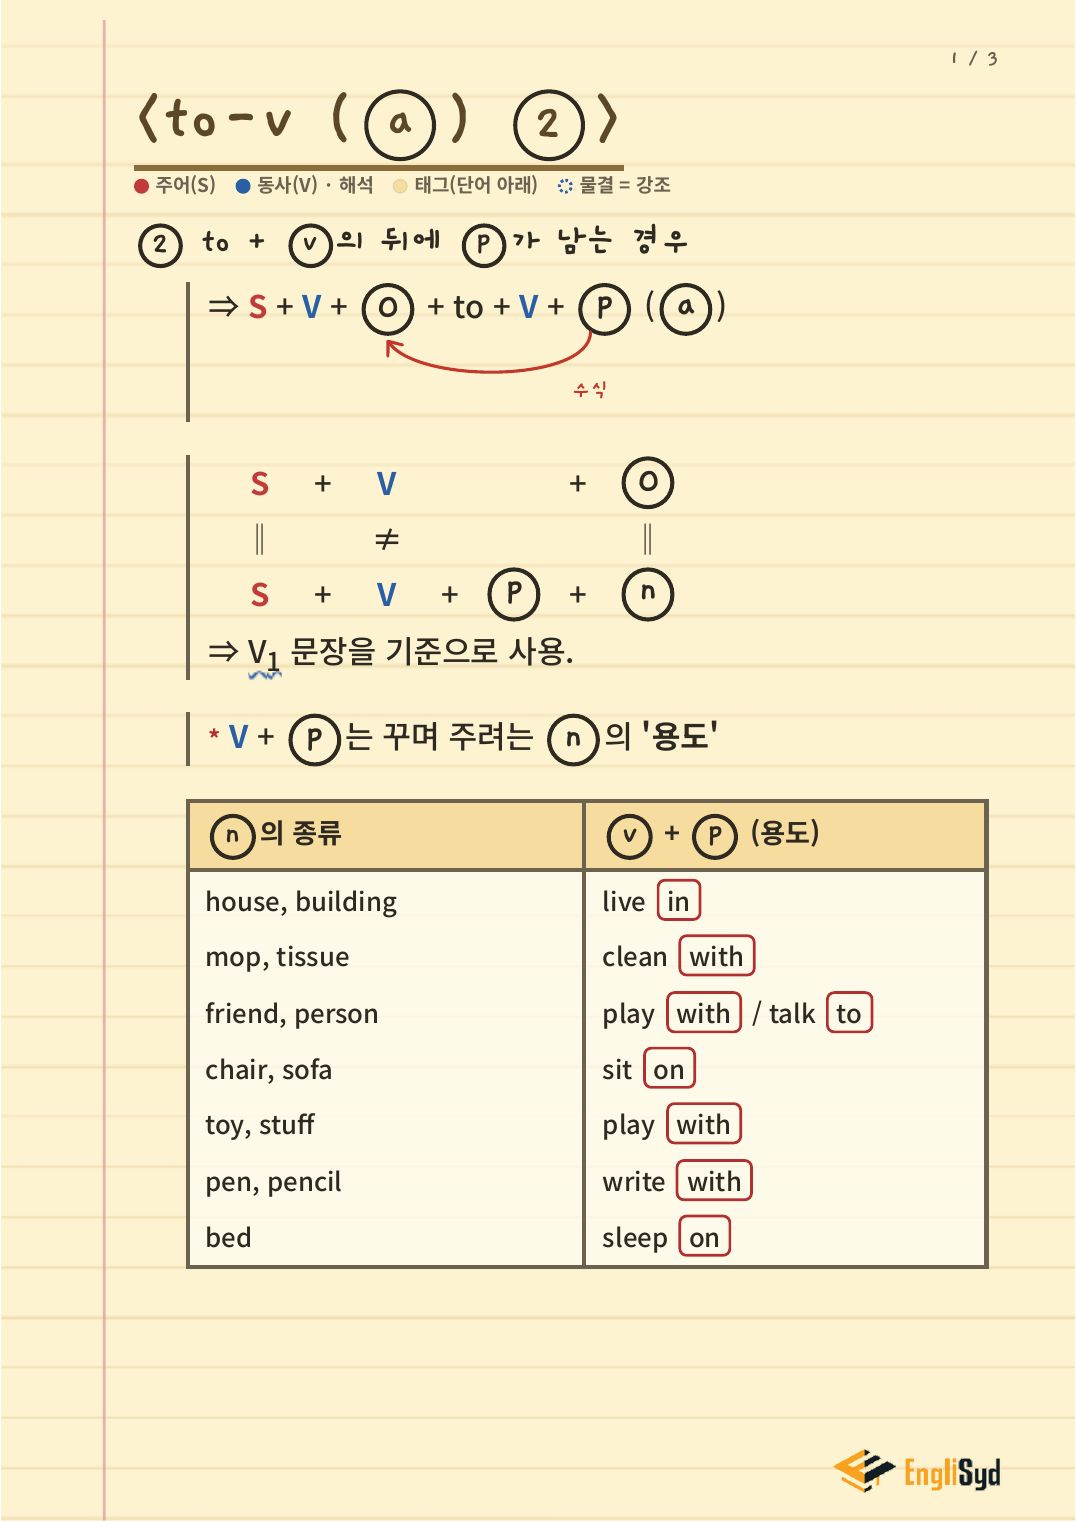 1 / 3
<to-v (ⓐ) ②>
주어(S) 동사(V) · 해석 태그(단어 아래) 물결 = 강조
② to + ⓥ의 뒤에 ⓟ가 남는 경우
⇒ S + V + Ⓞ + to + V + ⓟ (ⓐ)
수식
S + V + Ⓞ
∥ ≠ ∥
S + V + ⓟ + ⓝ
⇒ V₁ 문장을 기준으로 사용.
* V + ⓟ는 꾸며 주려는 ⓝ의 '용도'
ⓝ의 종류 ⓥ + ⓟ (용도)
house, building live in
mop, tissue clean with
friend, person play with / talk to
chair, sofa sit on
toy, stuff play with
pen, pencil write with
bed sleep on
EngliSyd